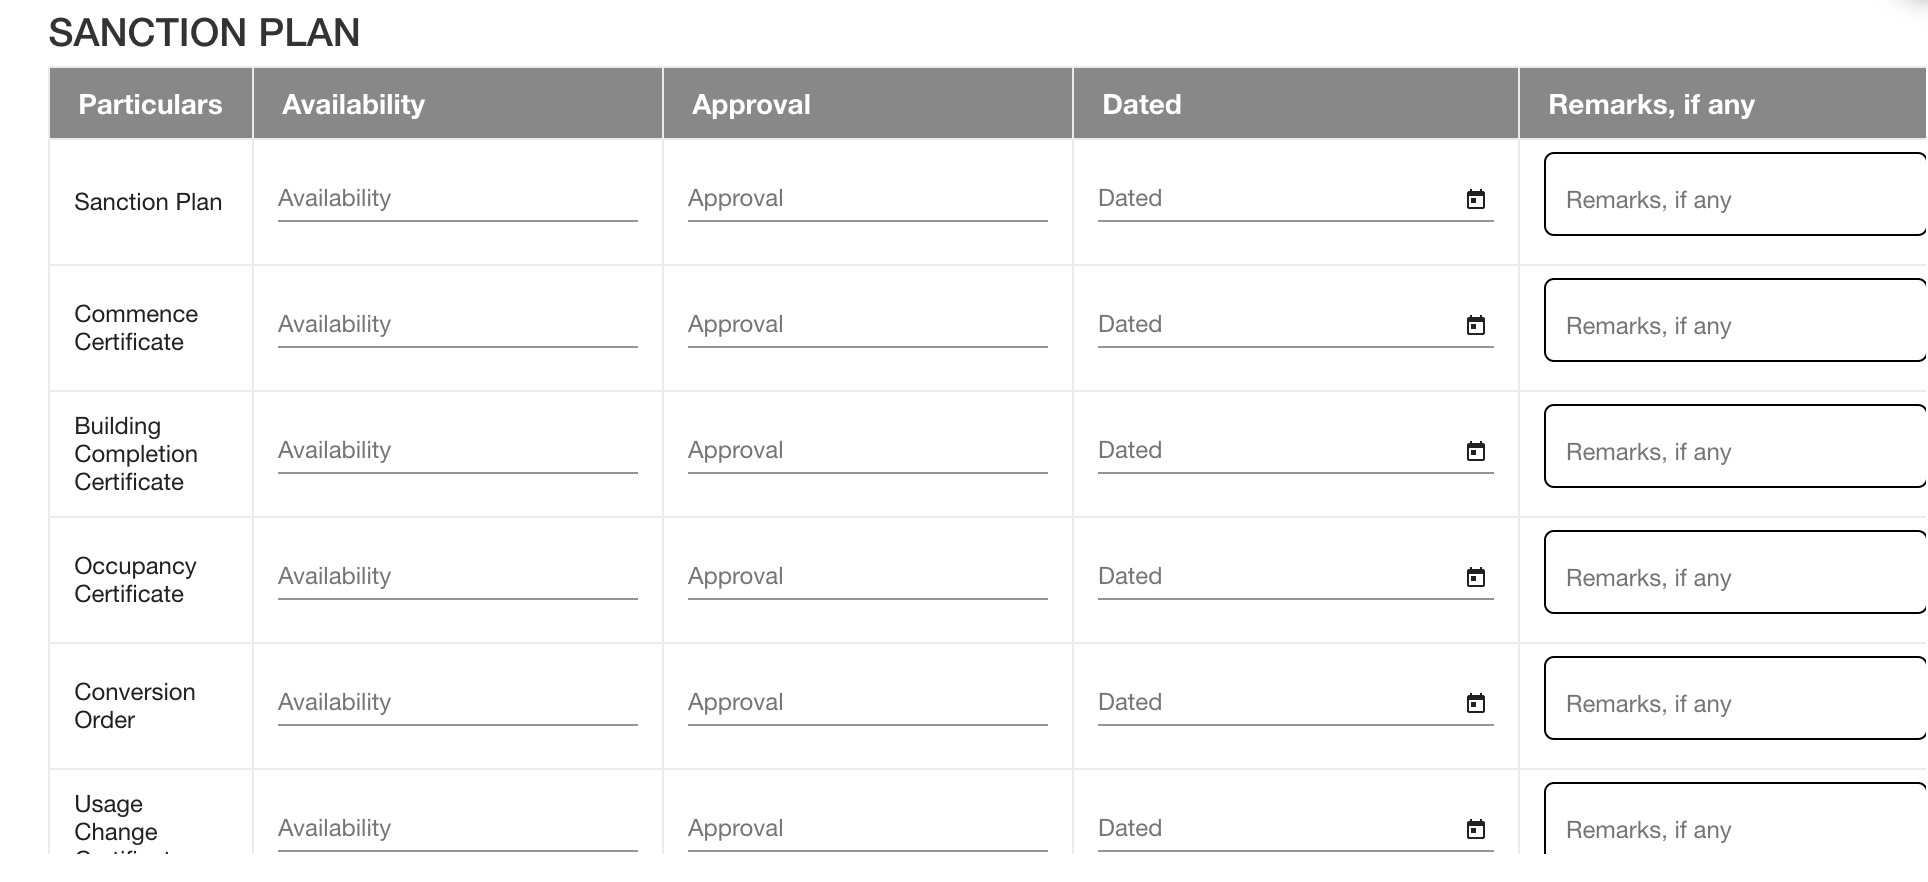 SANCTION PLAN
Particulars Availability Approval Dated Remarks, if any
Sanction Plan Availability Approval Dated Remarks, if any
Commence
Certificate
Availability Approval Dated Remarks, if any
Building
Completion
Certificate
Availability Approval Dated Remarks, if any
Occupancy
Certificate
Availability Approval Dated Remarks, if any
Conversion
Order
Availability Approval Dated Remarks, if any
Usage
Change
Availability Approval Dated Remarks, if any